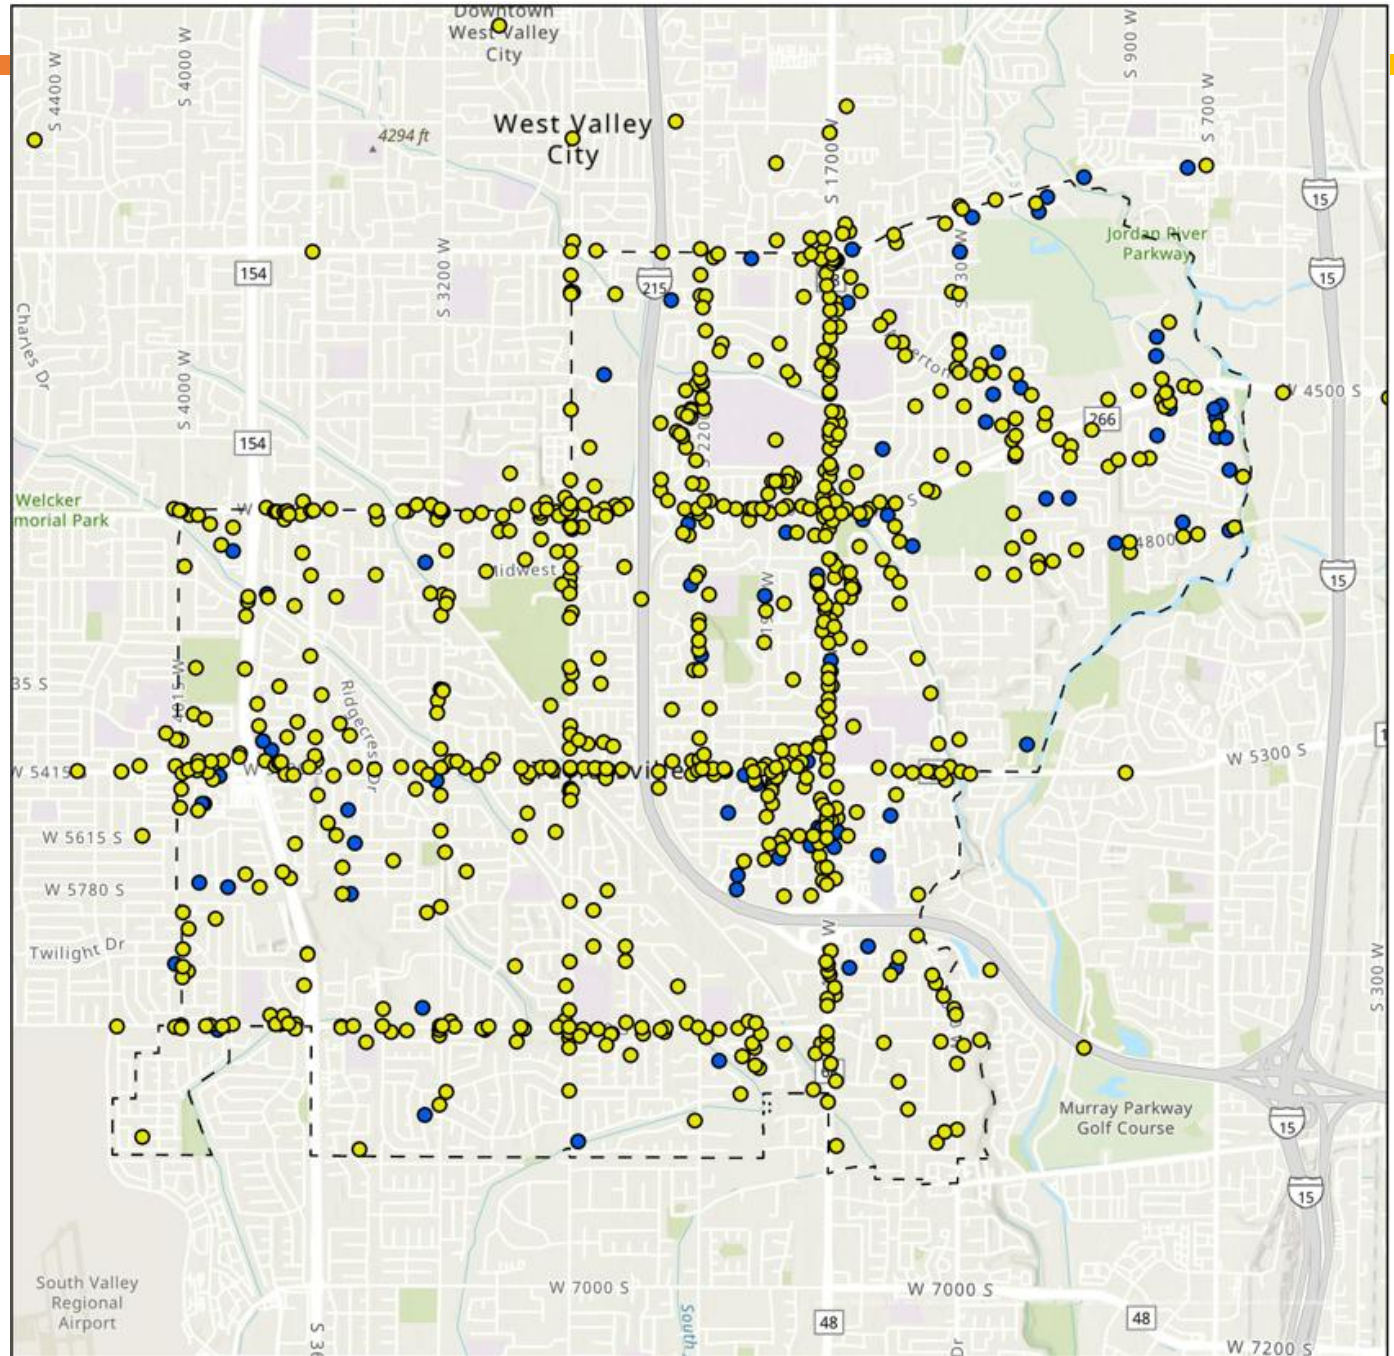 Downtown
West Valley
City
S 4400 W
S 4000 W
S 900 W
S 700 W
4294 ft
West Valley
City
S 1700 W
15
Jordan River
Parkway
154
S 3200 W
215
15
Charles Dr
S 4000 W
W 4500 S
266
154
Welcker
morial Park
W
S
4800
15
35 S
Ridgecrest Dr
W 5300 S
W 5415
W 5615 S
W 5780 S
Twilight Dr
W
S 300 W
Murray Parkway
Golf Course
15
15
South Valley
Regional
Airport
W 7000 S
W 7000 S
South
48
48
S 36
Dr
W 7200 S